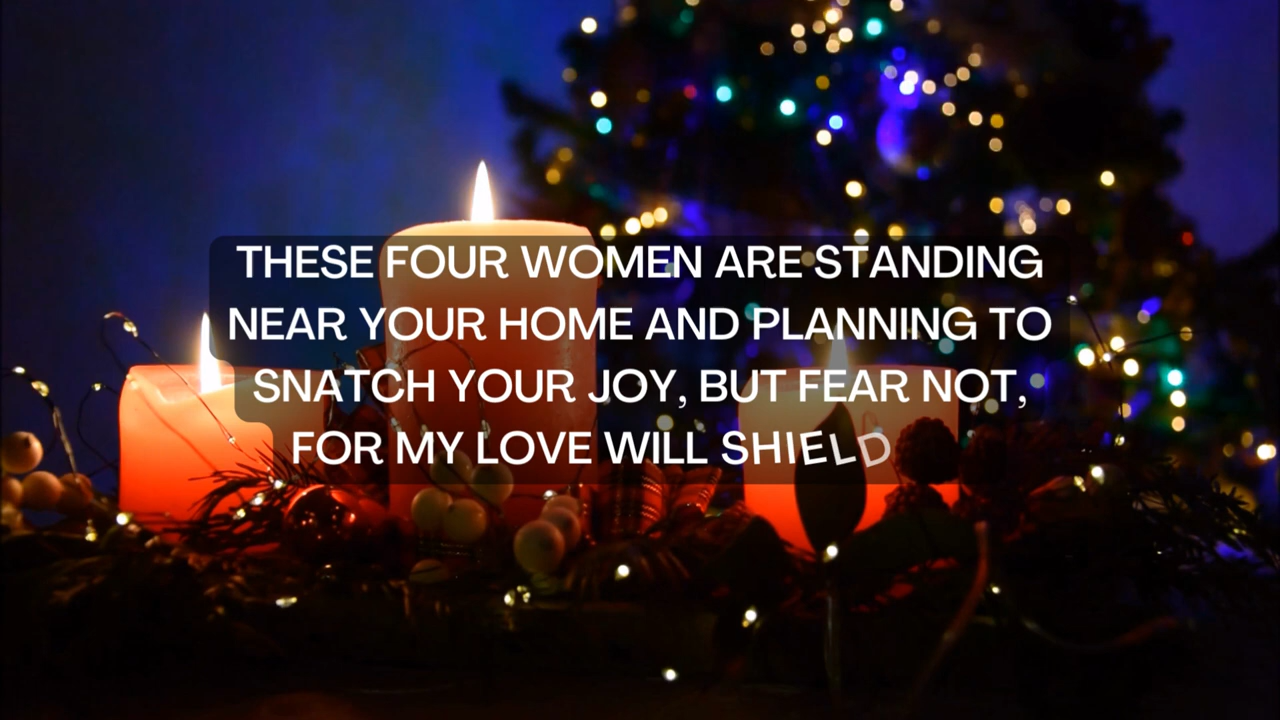 THESE FOUR WOMEN ARE STANDING
NEAR YOUR HOME AND PLANNING TO
SNATCH YOUR JOY, BUT FEAR NOT,
FOR MY LOVE WILL SHIELD